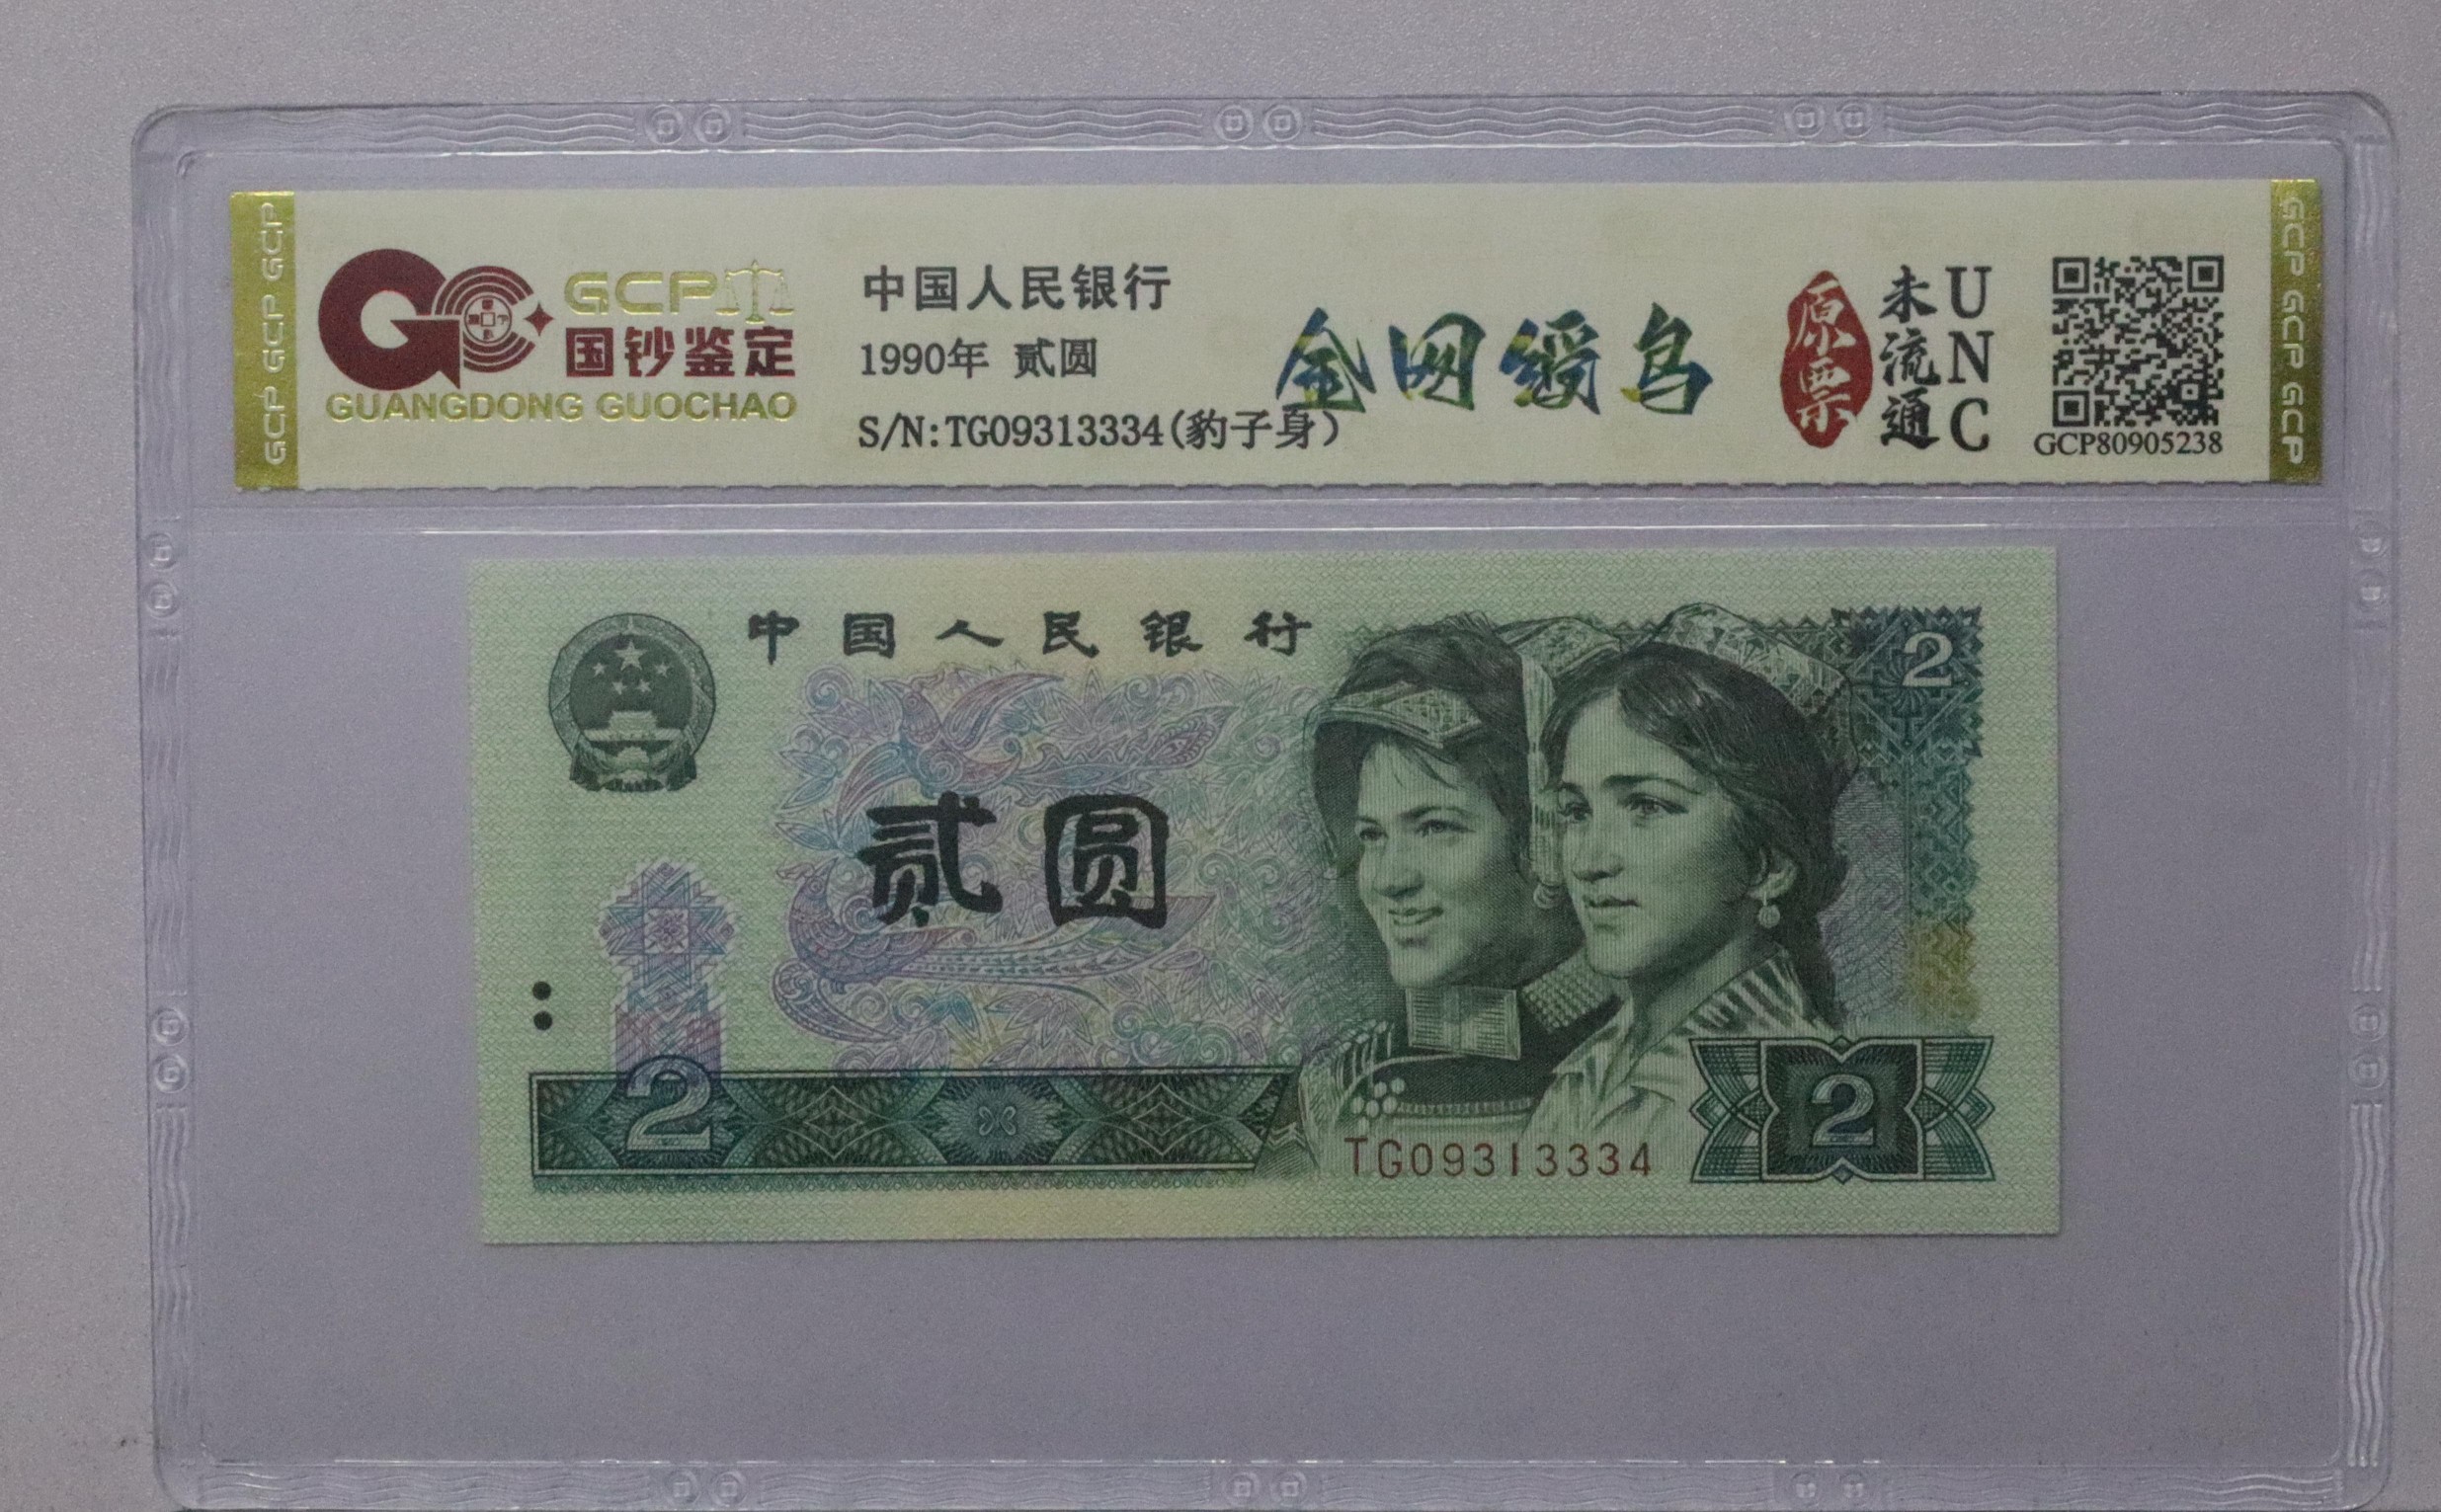 GCP GCP GCP
GCP
国钞鉴定
GUANGDONG GUOCHAO
中国人民银行
1990年 贰圆
S/N:TG09313334(豹子身)
金网绶鸟
原票
未流通
UNC
GCP80905238
GCP GCP GCP
中国人民银行
2
贰圆
2
TG09313334
2